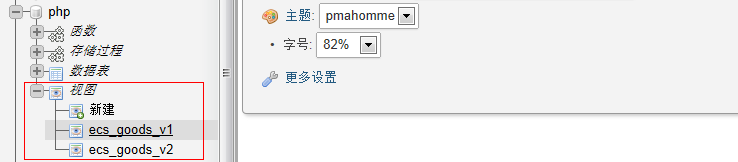 php
函数
存储过程
数据表
视图
新建
ecs_goods_v1
ecs_goods_v2
主题: pmahomme
• 字号: 82%
更多设置